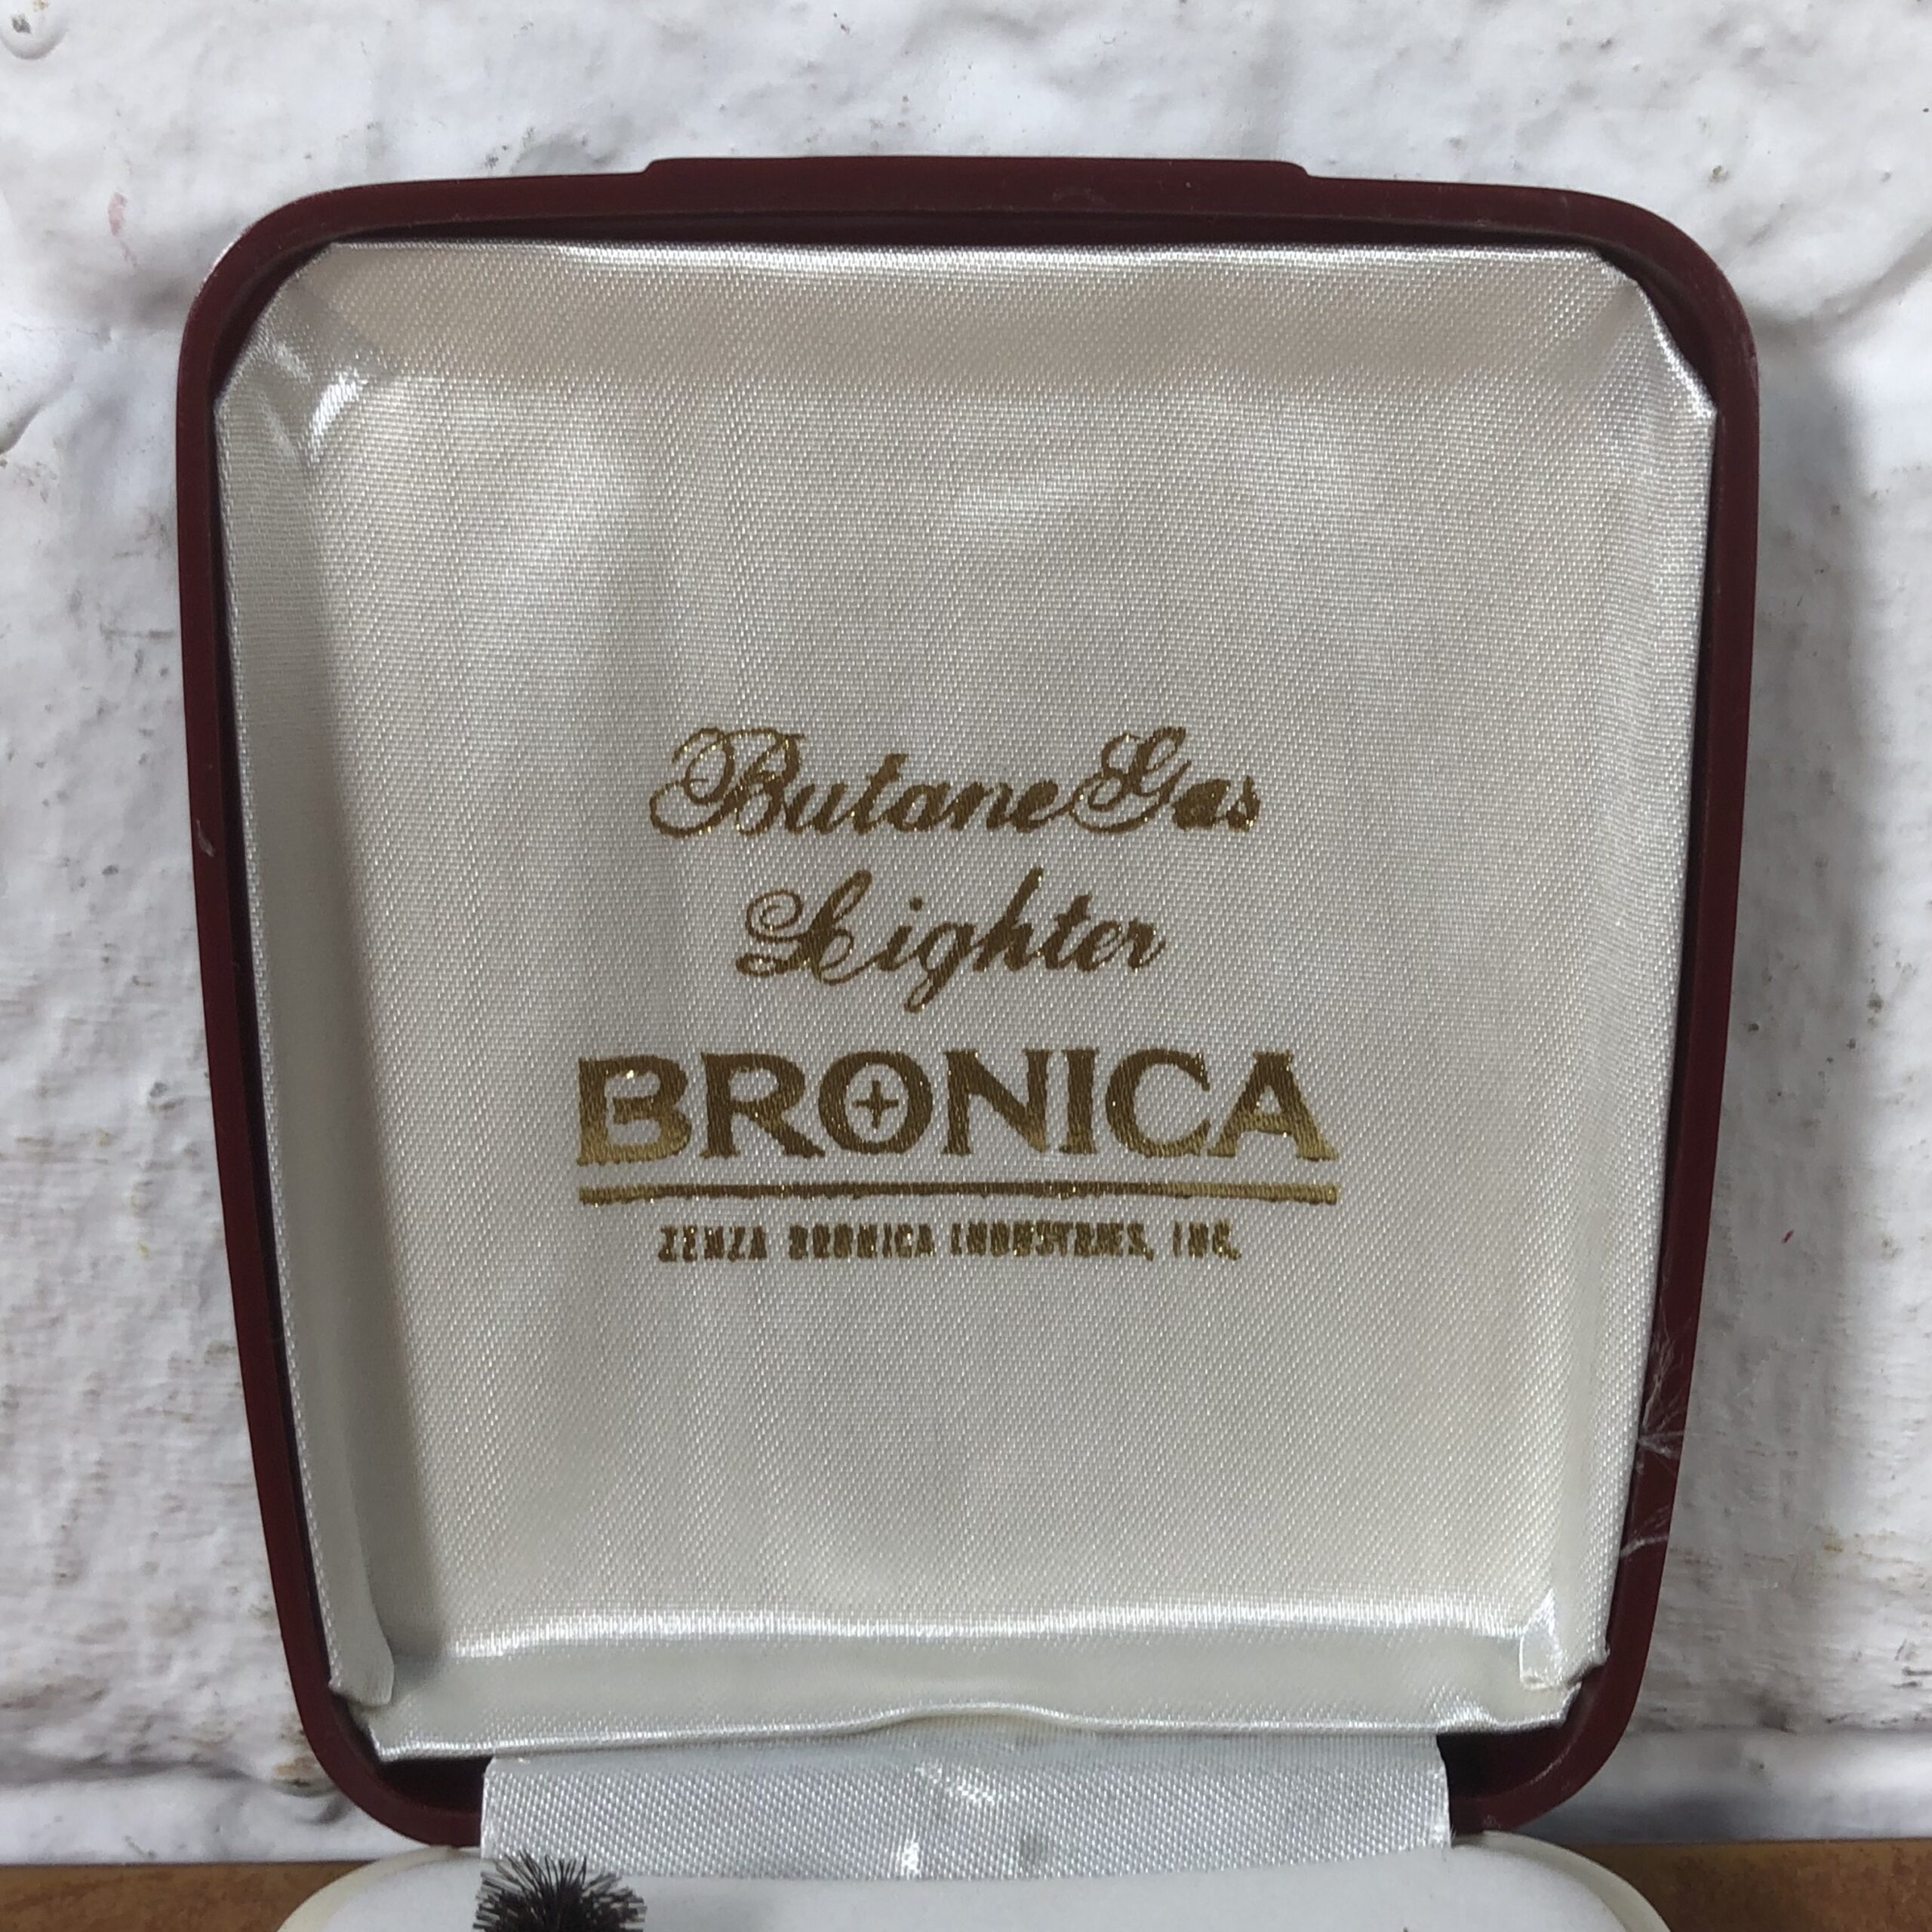 Butane Gas
Lighter
BRONICA
ZENZA BRONICA INDUSTRIES, INC.